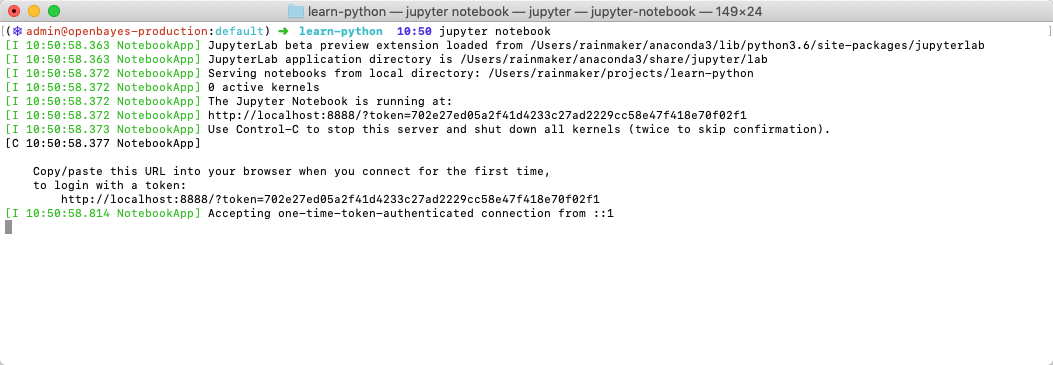 learn-python — jupyter notebook — jupyter — jupyter-notebook — 149×24
[(⎈ admin@openbayes-production:default) ➜ learn-python 10:50 jupyter notebook ]
[I 10:50:58.363 NotebookApp] JupyterLab beta preview extension loaded from /Users/rainmaker/anaconda3/lib/python3.6/site-packages/jupyterlab
[I 10:50:58.363 NotebookApp] JupyterLab application directory is /Users/rainmaker/anaconda3/share/jupyter/lab
[I 10:50:58.372 NotebookApp] Serving notebooks from local directory: /Users/rainmaker/projects/learn-python
[I 10:50:58.372 NotebookApp] 0 active kernels
[I 10:50:58.372 NotebookApp] The Jupyter Notebook is running at:
[I 10:50:58.372 NotebookApp] http://localhost:8888/?token=702e27ed05a2f41d4233c27ad2229cc58e47f418e70f02f1
[I 10:50:58.373 NotebookApp] Use Control-C to stop this server and shut down all kernels (twice to skip confirmation).
[C 10:50:58.377 NotebookApp]
Copy/paste this URL into your browser when you connect for the first time,
to login with a token:
http://localhost:8888/?token=702e27ed05a2f41d4233c27ad2229cc58e47f418e70f02f1
[I 10:50:58.814 NotebookApp] Accepting one-time-token-authenticated connection from ::1